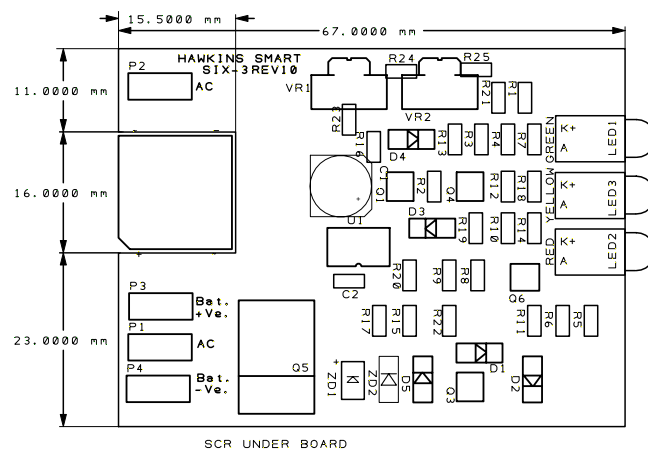 15.5000 mm
67.0000 mm
HAWKINS SMART
SIX-3REV10
P2
AC
11.0000 mm
VR1
R24
R25
VR2
R21
R1
R23
R16
D4
R13
R3
R4
R7
GREEN
K+
A
LED1
16.0000 mm
C1
Q1
R2
Q4
R12
R18
YELLOW
K+
A
LED3
U1
D3
R19
R10
R14
RED
K+
A
LED2
C2
R20
R9
R8
Q6
P3
Bat.
+Ve.
P1
AC
23.0000 mm
R17
R15
R22
R11
R6
R5
P4
Bat.
-Ve.
Q5
+
ZD1
ZD2
D5
D1
Q3
D2
SCR UNDER BOARD